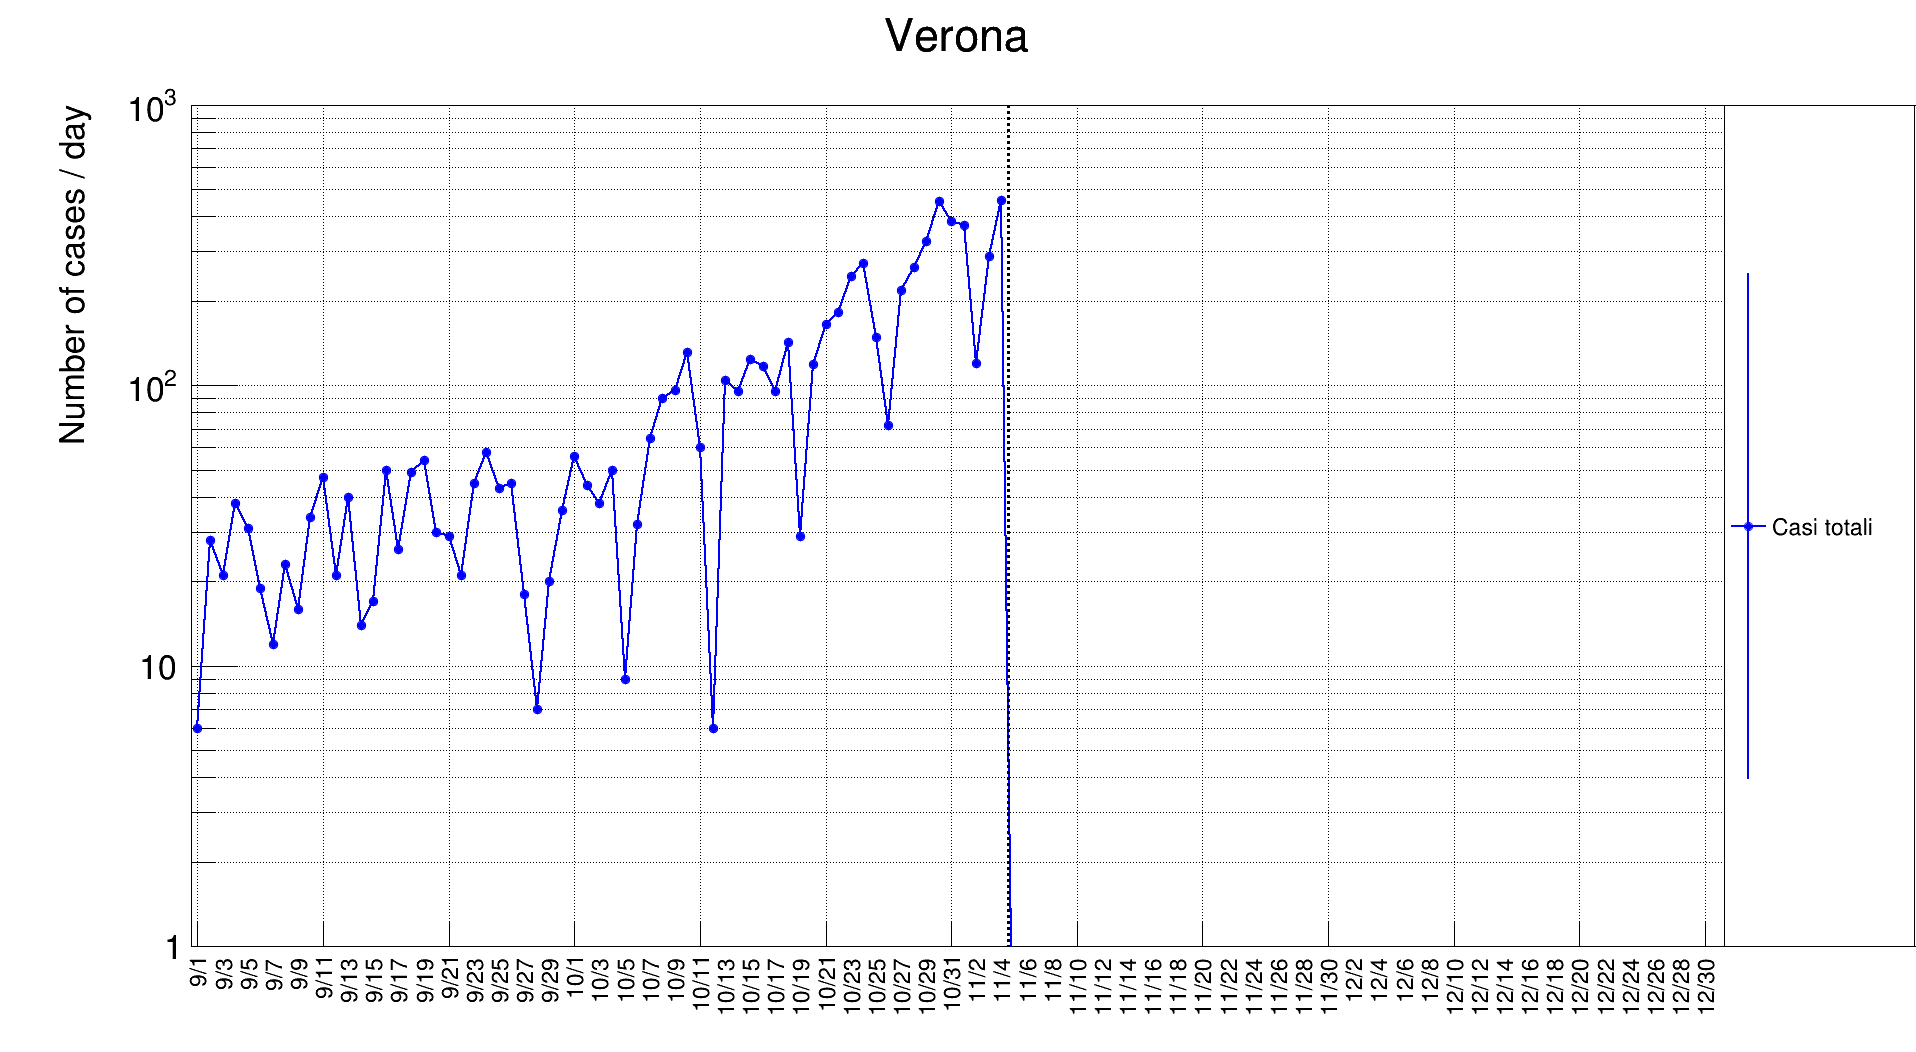 Verona
Number of cases / day
10³
10²
10
1
9/1 9/3 9/5 9/7 9/9 9/11 9/13 9/15 9/17 9/19 9/21 9/23 9/25 9/27 9/29 10/1 10/3 10/5 10/7 10/9 10/11 10/13 10/15 10/17 10/19 10/21 10/23 10/25 10/27 10/29 10/31 11/2 11/4 11/6 11/8 11/10 11/12 11/14 11/16 11/18 11/20 11/22 11/24 11/26 11/28 11/30 12/2 12/4 12/6 12/8 12/10 12/12 12/14 12/16 12/18 12/20 12/22 12/24 12/26 12/28 12/30
Casi totali